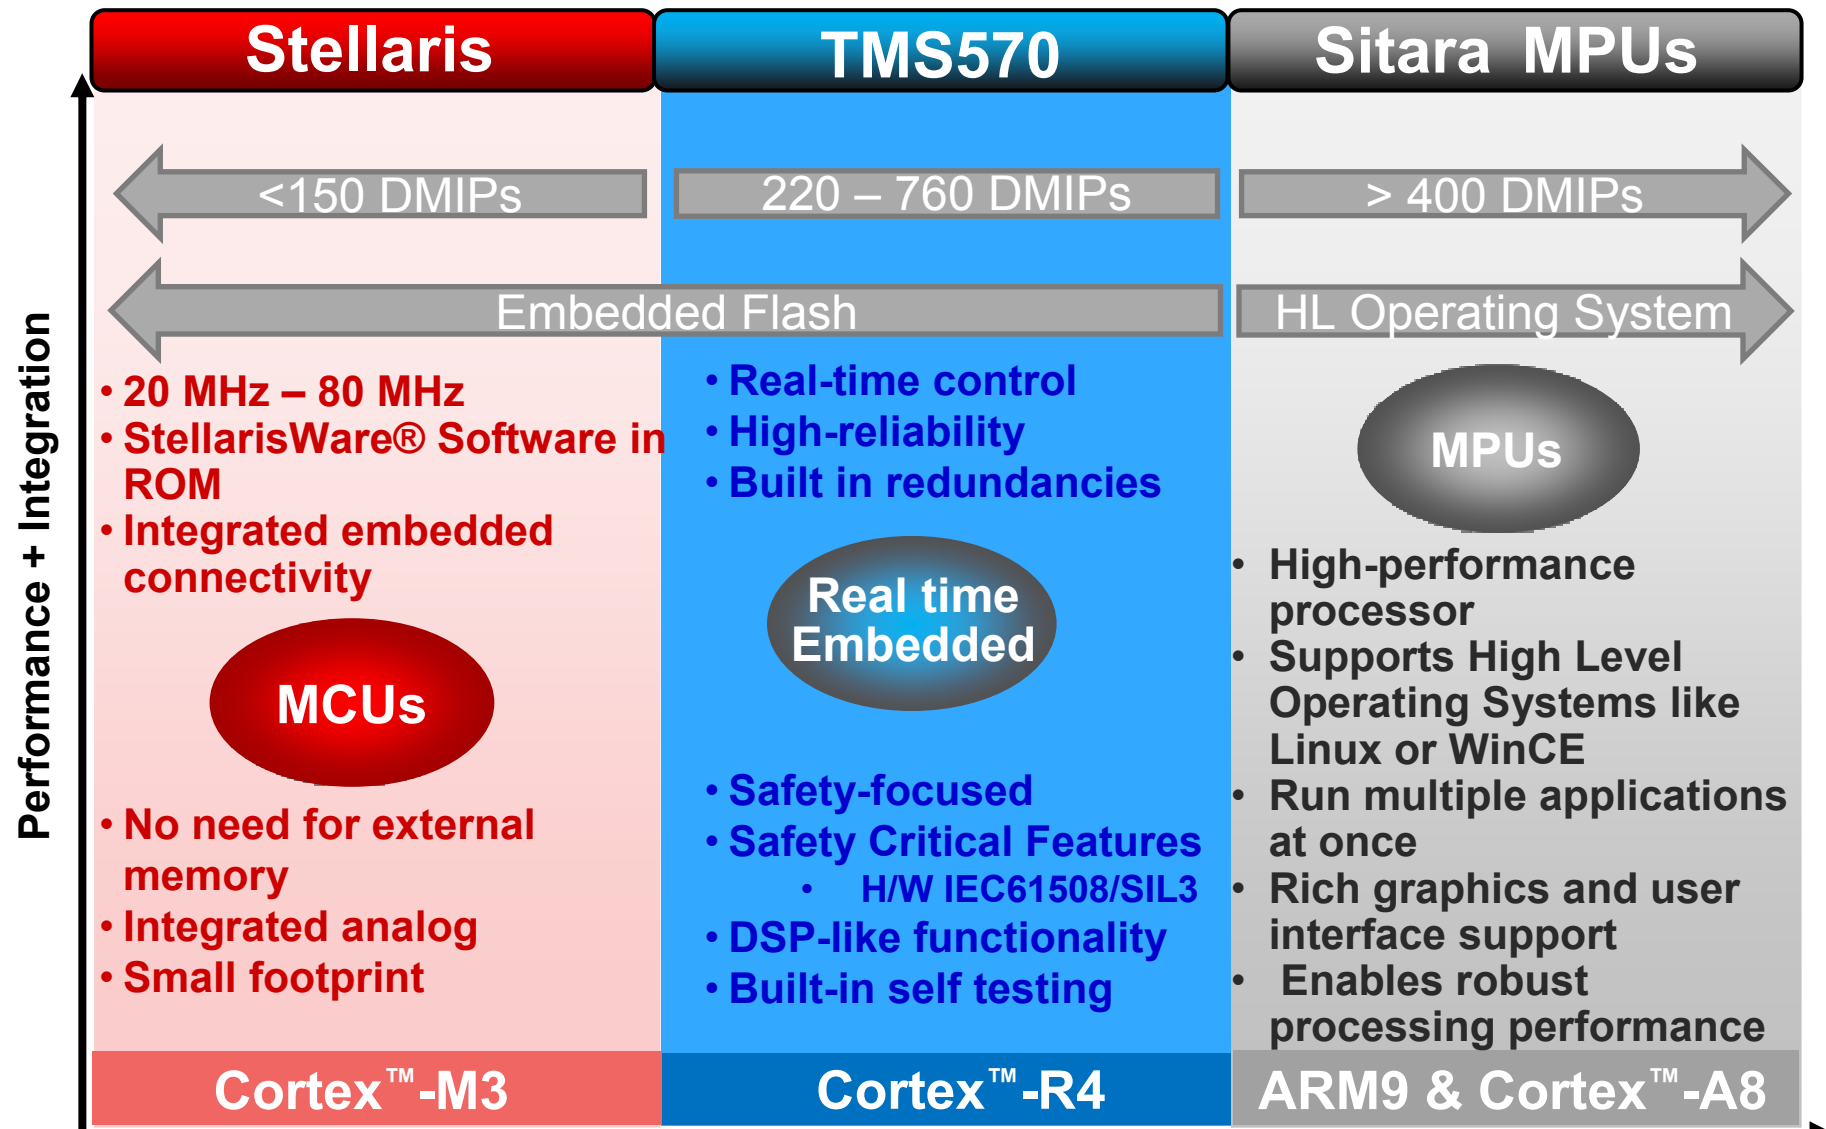 Stellaris
TMS570
Sitara MPUs
<150 DMIPs
220 – 760 DMIPs
> 400 DMIPs
Embedded Flash
HL Operating System
Performance + Integration
• 20 MHz – 80 MHz
• StellarisWare® Software in
ROM
• Integrated embedded
connectivity
MCUs
• No need for external
memory
• Integrated analog
• Small footprint
Cortex™-M3
• Real-time control
• High-reliability
• Built in redundancies
Real time
Embedded
• Safety-focused
• Safety Critical Features
• H/W IEC61508/SIL3
• DSP-like functionality
• Built-in self testing
Cortex™-R4
MPUs
• High-performance
processor
• Supports High Level
Operating Systems like
Linux or WinCE
• Run multiple applications
at once
• Rich graphics and user
interface support
• Enables robust
processing performance
ARM9 & Cortex™-A8